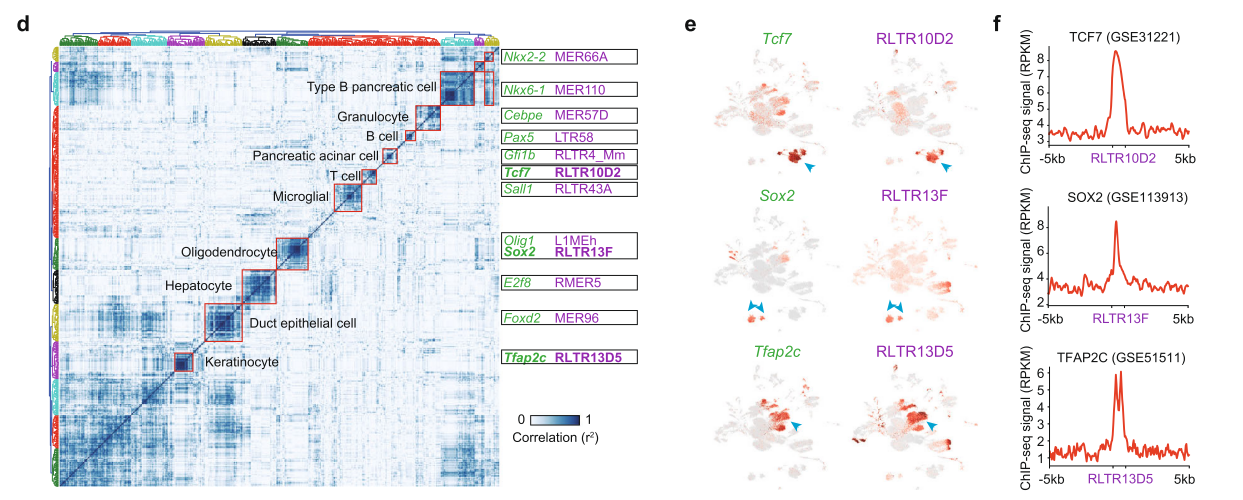 d
Type B pancreatic cell
Granulocyte
B cell
Pancreatic acinar cell
T cell
Microglial
Oligodendrocyte
Hepatocyte
Duct epithelial cell
Keratinocyte
Nkx2-2 MER66A
Nkx6-1 MER110
Cebpe MER57D
Pax5 LTR58
Gfi1b RLTR4_Mm
Tcf7 RLTR10D2
Sall1 RLTR43A
Olig1 L1MEh
Sox2 RLTR13F
E2f8 RMER5
Foxd2 MER96
Tfap2c RLTR13D5
0 1
Correlation (r²)
e
Tcf7 RLTR10D2
Sox2 RLTR13F
Tfap2c RLTR13D5
f
TCF7 (GSE31221)
ChIP-seq signal (RPKM)
8
7
6
5
4
3
-5kb RLTR10D2 5kb
SOX2 (GSE113913)
ChIP-seq signal (RPKM)
8
6
4
2
-5kb RLTR13F 5kb
TFAP2C (GSE51511)
ChIP-seq signal (RPKM)
6
5
4
3
2
1
-5kb RLTR13D5 5kb